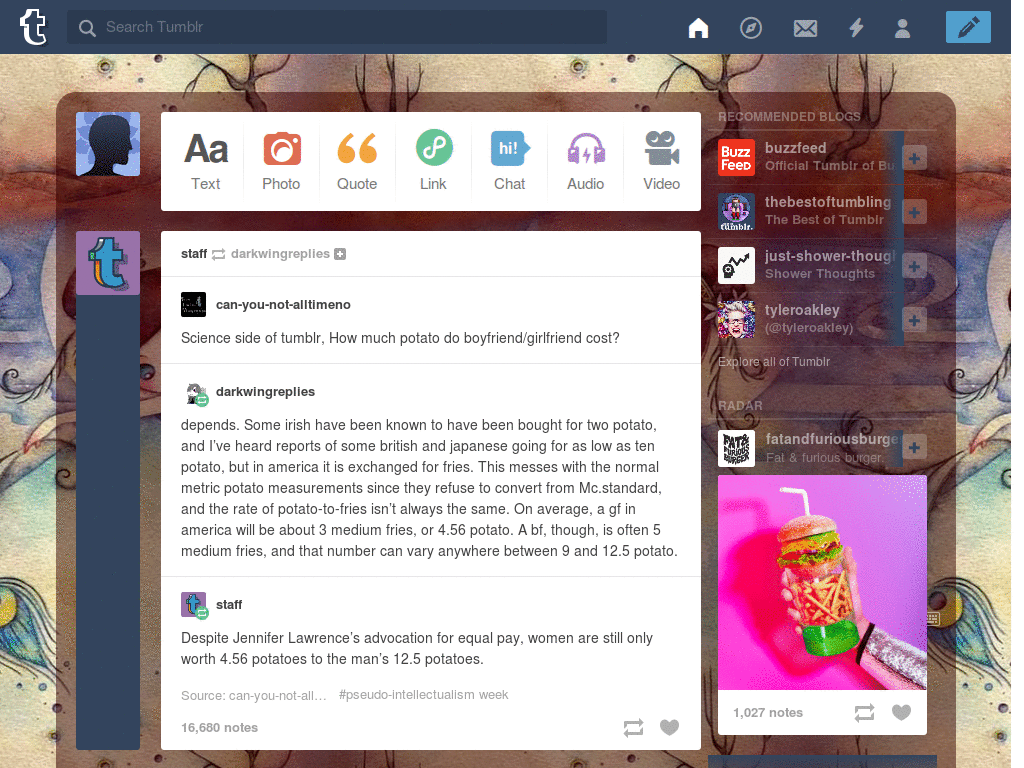 Search Tumblr
Aa
Text
Photo
Quote
Link
hi!
Chat
Audio
Video
staff darkwingreplies
can-you-not-alltimeno
Science side of tumblr, How much potato do boyfriend/girlfriend cost?
darkwingreplies
depends. Some irish have been known to have been bought for two potato,
and I've heard reports of some british and japanese going for as low as ten
potato, but in america it is exchanged for fries. This messes with the normal
metric potato measurements since they refuse to convert from Mc.standard,
and the rate of potato-to-fries isn't always the same. On average, a gf in
america will be about 3 medium fries, or 4.56 potato. A bf, though, is often 5
medium fries, and that number can vary anywhere between 9 and 12.5 potato.
staff
Despite Jennifer Lawrence's advocation for equal pay, women are still only
worth 4.56 potatoes to the man's 12.5 potatoes.
Source: can-you-not-all… #pseudo-intellectualism week
16,680 notes
RECOMMENDED BLOGS
BUZZ
FEED
buzzfeed
Official Tumblr of Bu
thebestoftumbling
The Best of Tumblr
just-shower-though
Shower Thoughts
tyleroakley
(@tyleroakley)
Explore all of Tumblr
RADAR
FAT&
FURIOUS
BURGER
fatandfuriousburge
Fat & furious burger.
1,027 notes